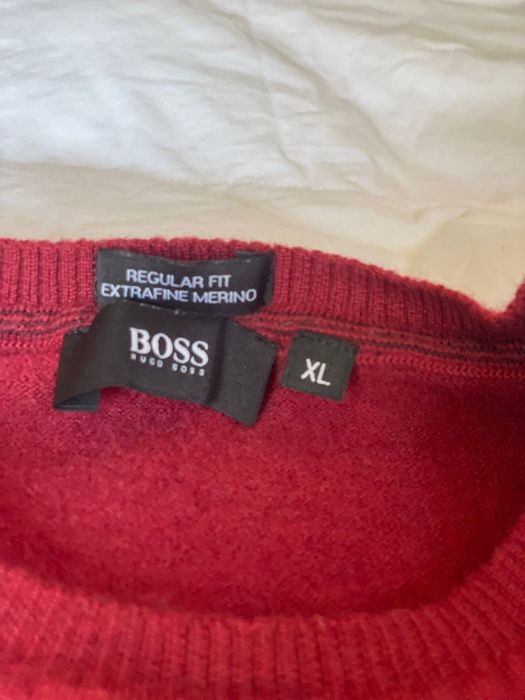 REGULAR FIT
EXTRAFINE MERINO
BOSS
HUGO BOSS
XL